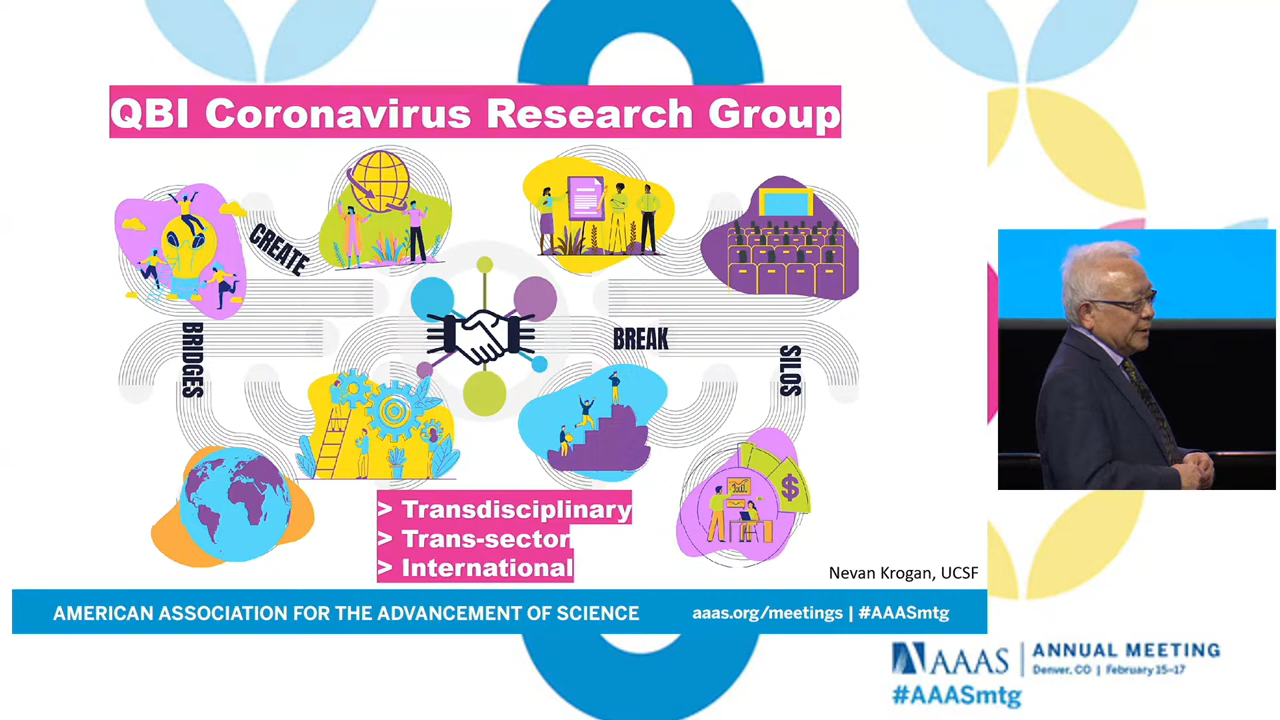 QBI Coronavirus Research Group
CREATE
BRIDGES
BREAK
SILOS
$
> Transdisciplinary
> Trans-sector
> International
Nevan Krogan, UCSF
AMERICAN ASSOCIATION FOR THE ADVANCEMENT OF SCIENCE
aaas.org/meetings | #AAASmtg
AAAS
ANNUAL MEETING
Denver, CO | February 15–17
#AAASmtg